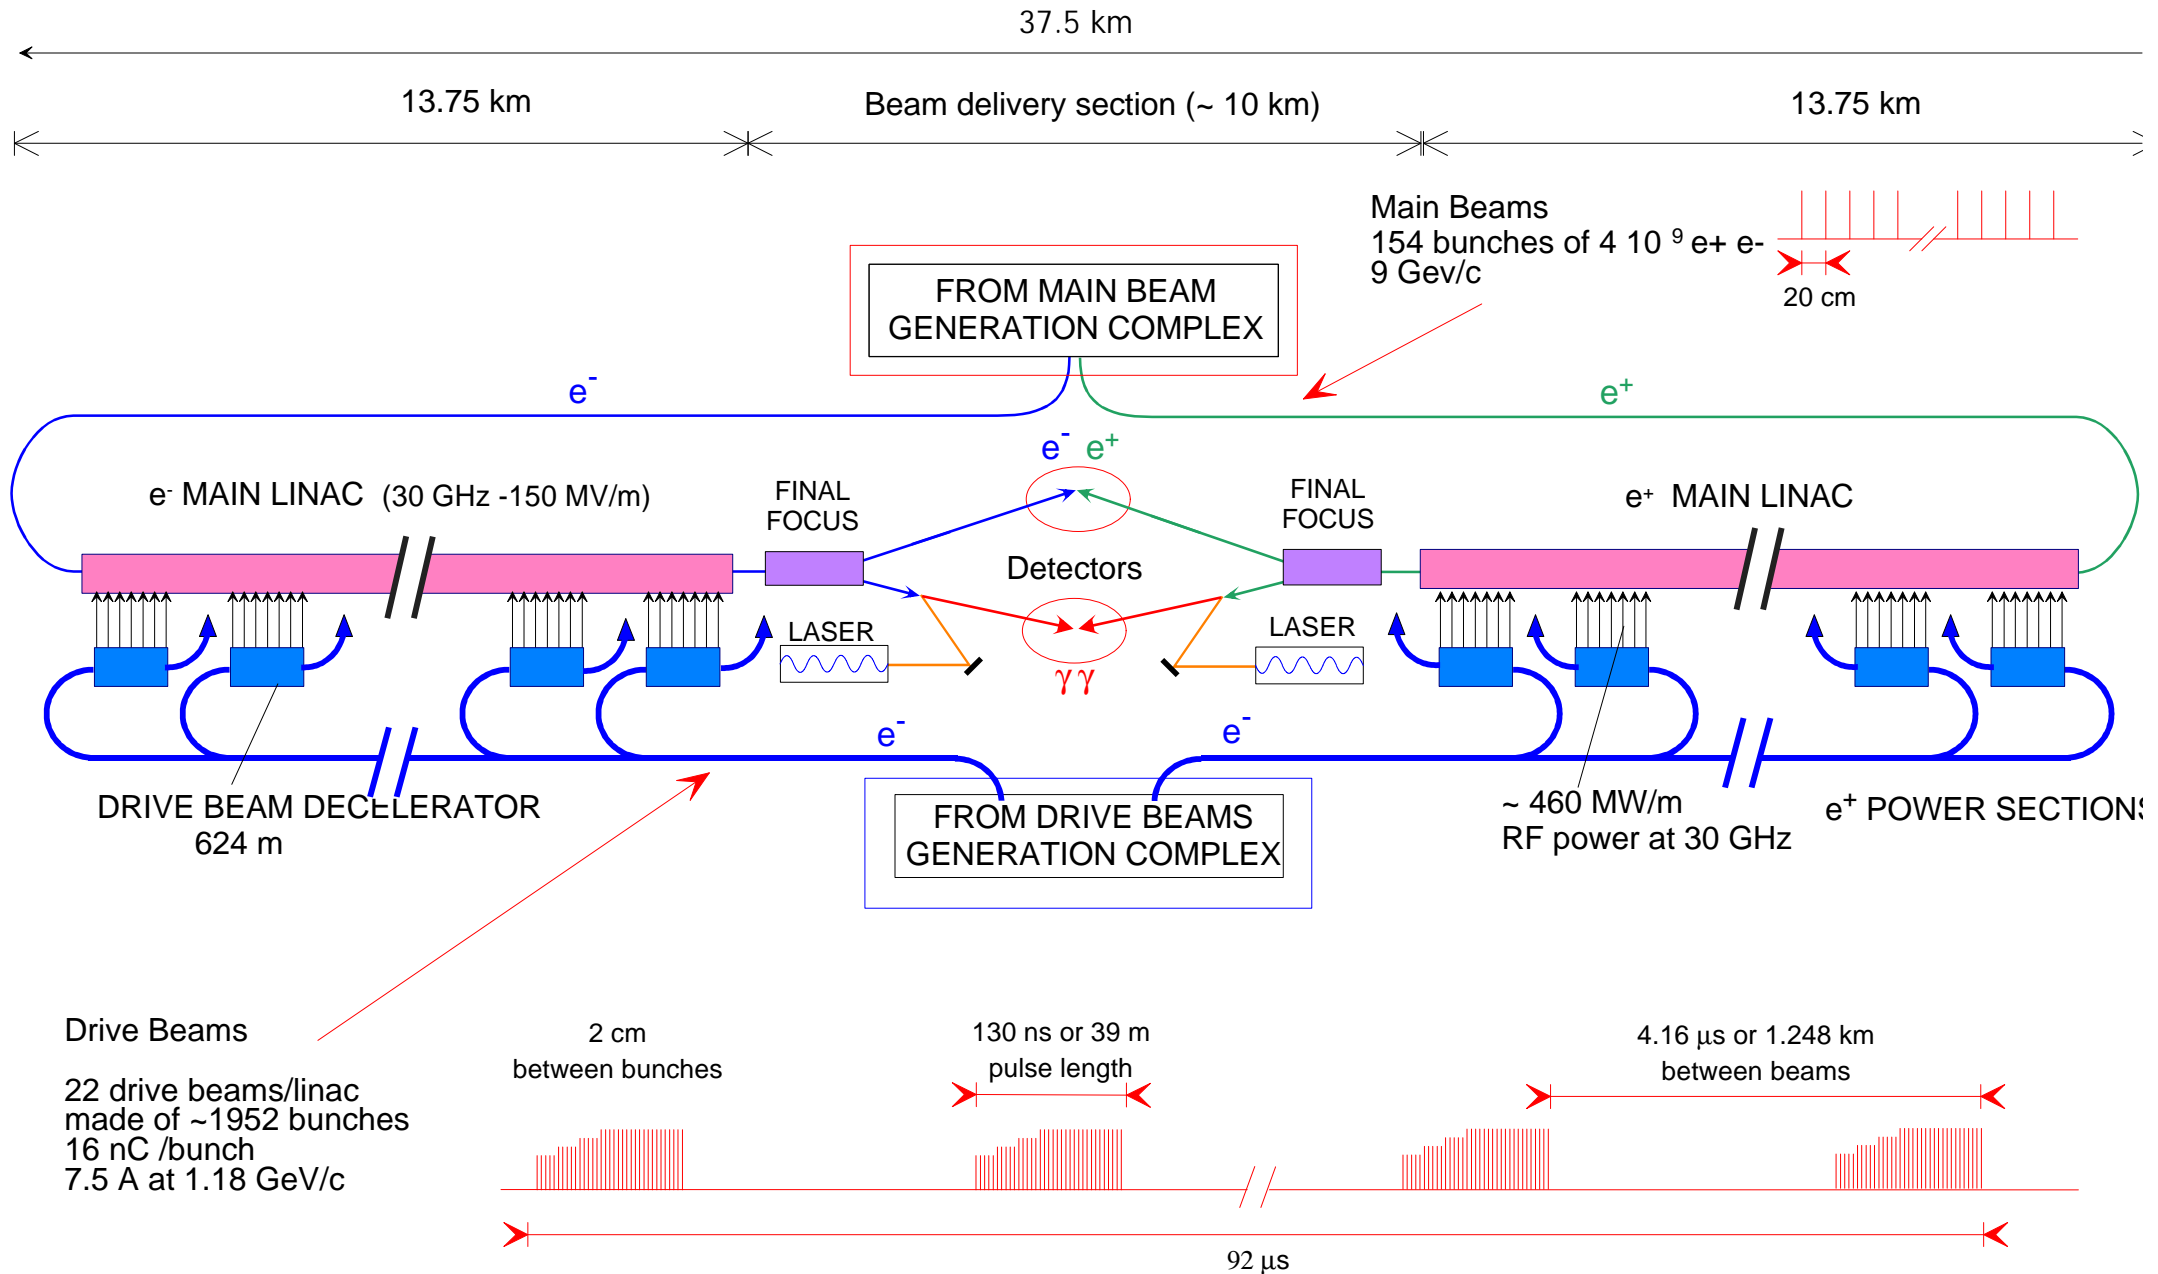 37.5 km
13.75 km
Beam delivery section (~ 10 km)
13.75 km
Main Beams
154 bunches of 4 10 ⁹ e+ e-
9 Gev/c
20 cm
FROM MAIN BEAM
GENERATION COMPLEX
e⁻
e⁺
e⁻ e⁺
e⁻ MAIN LINAC (30 GHz -150 MV/m)
FINAL
FOCUS
FINAL
FOCUS
e⁺ MAIN LINAC
Detectors
LASER
LASER
γγ
e⁻
e⁻
DRIVE BEAM DECELERATOR
624 m
FROM DRIVE BEAMS
GENERATION COMPLEX
~ 460 MW/m
RF power at 30 GHz
e⁺ POWER SECTIONS
Drive Beams
22 drive beams/linac
made of ~1952 bunches
16 nC /bunch
7.5 A at 1.18 GeV/c
2 cm
between bunches
130 ns or 39 m
pulse length
4.16 µs or 1.248 km
between beams
92 µs